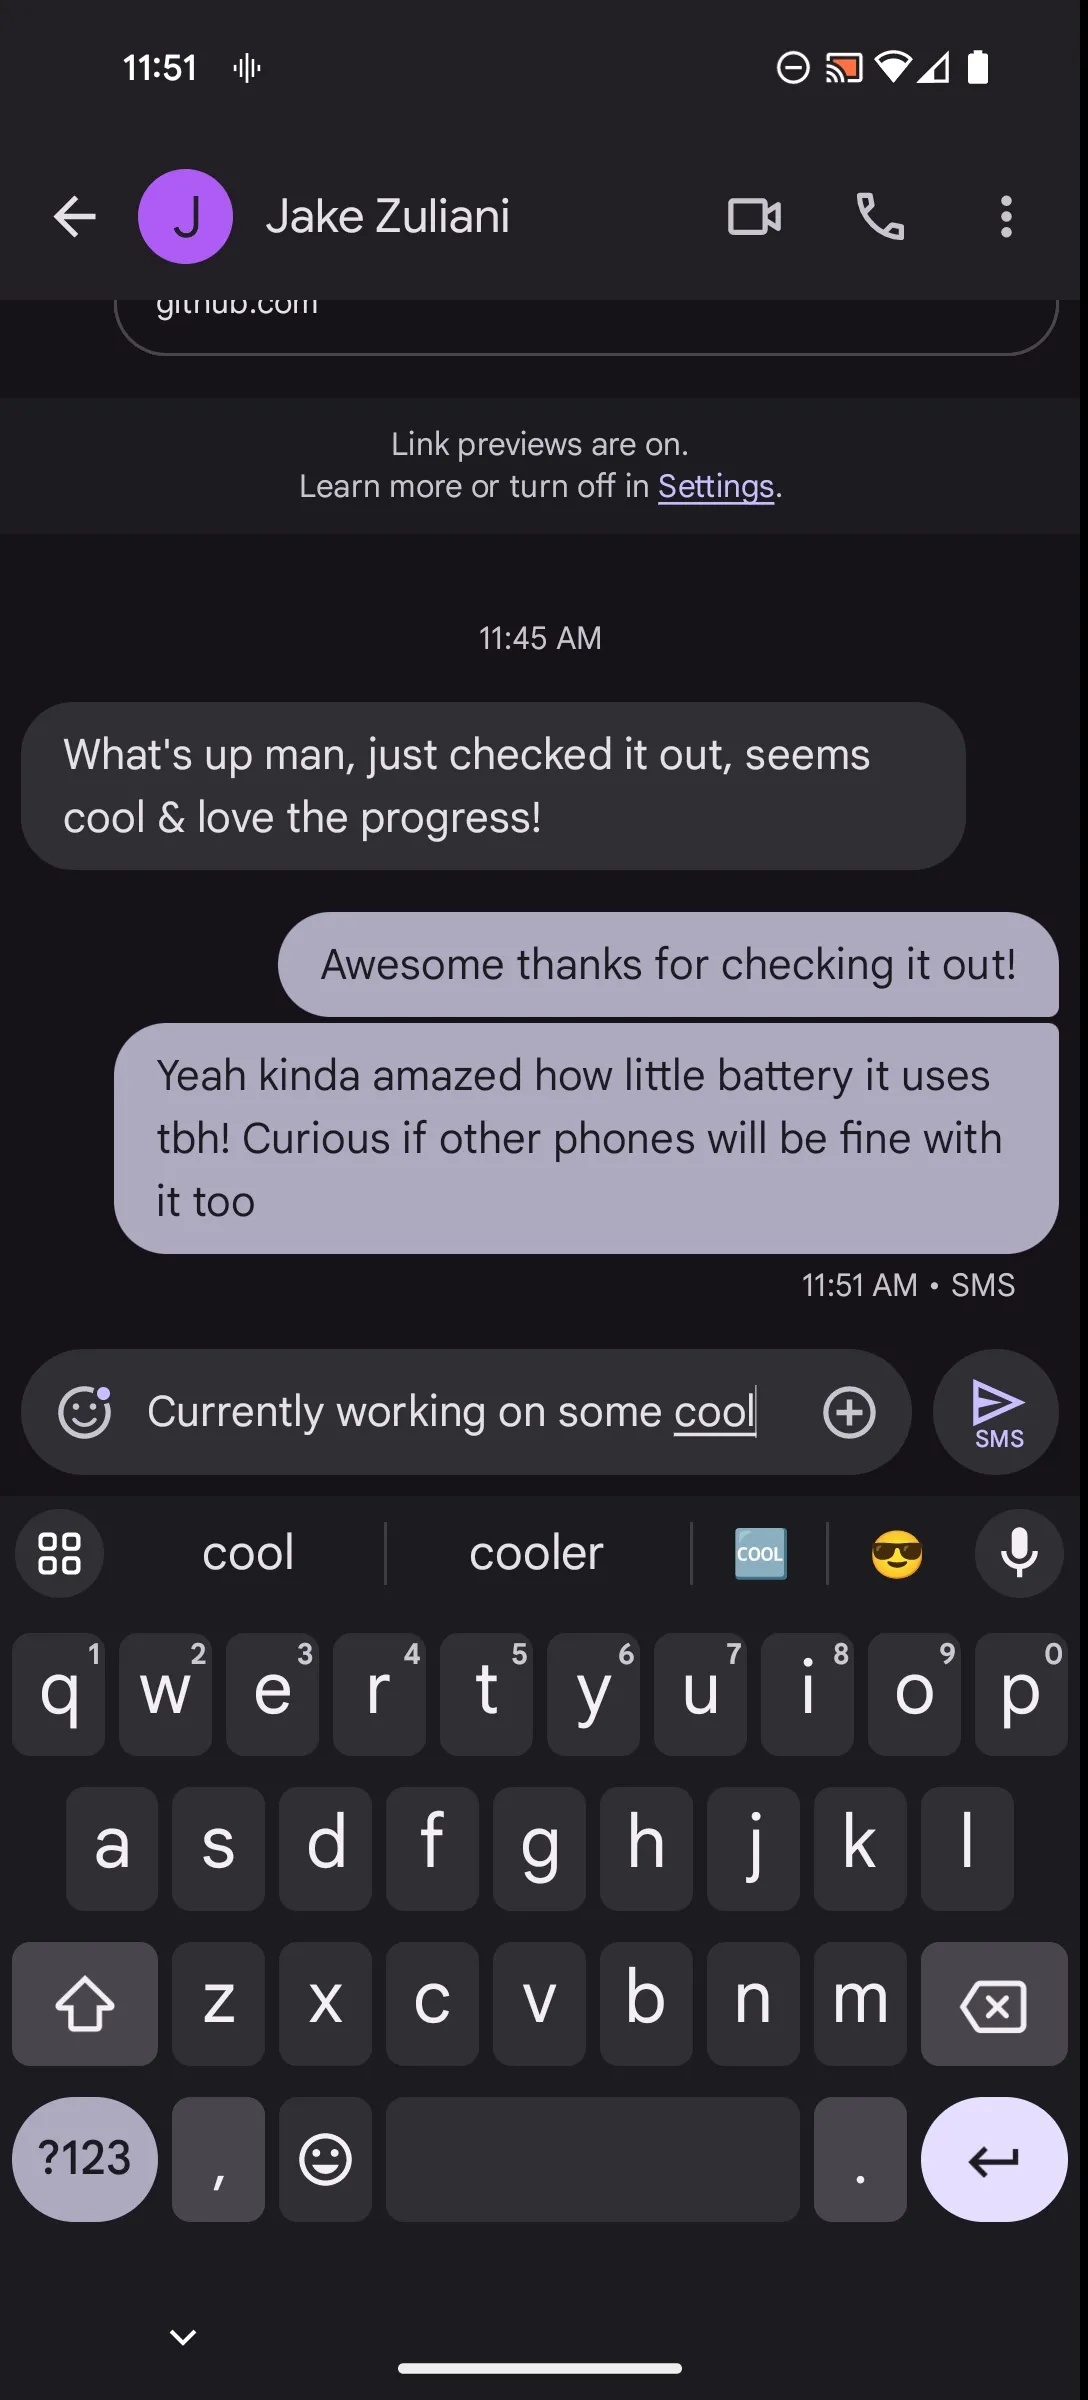 11:51
Jake Zuliani
J
github.com
Link previews are on.
Learn more or turn off in Settings.
11:45 AM
What's up man, just checked it out, seems
cool & love the progress!
Awesome thanks for checking it out!
Yeah kinda amazed how little battery it uses
tbh! Curious if other phones will be fine with
it too
11:51 AM • SMS
Currently working on some cool
SMS
cool cooler COOL
q1 w2 e3 r4 t5 y6 u7 i8 o9 p0
a s d f g h j k l
z x c v b n m
?123 , .